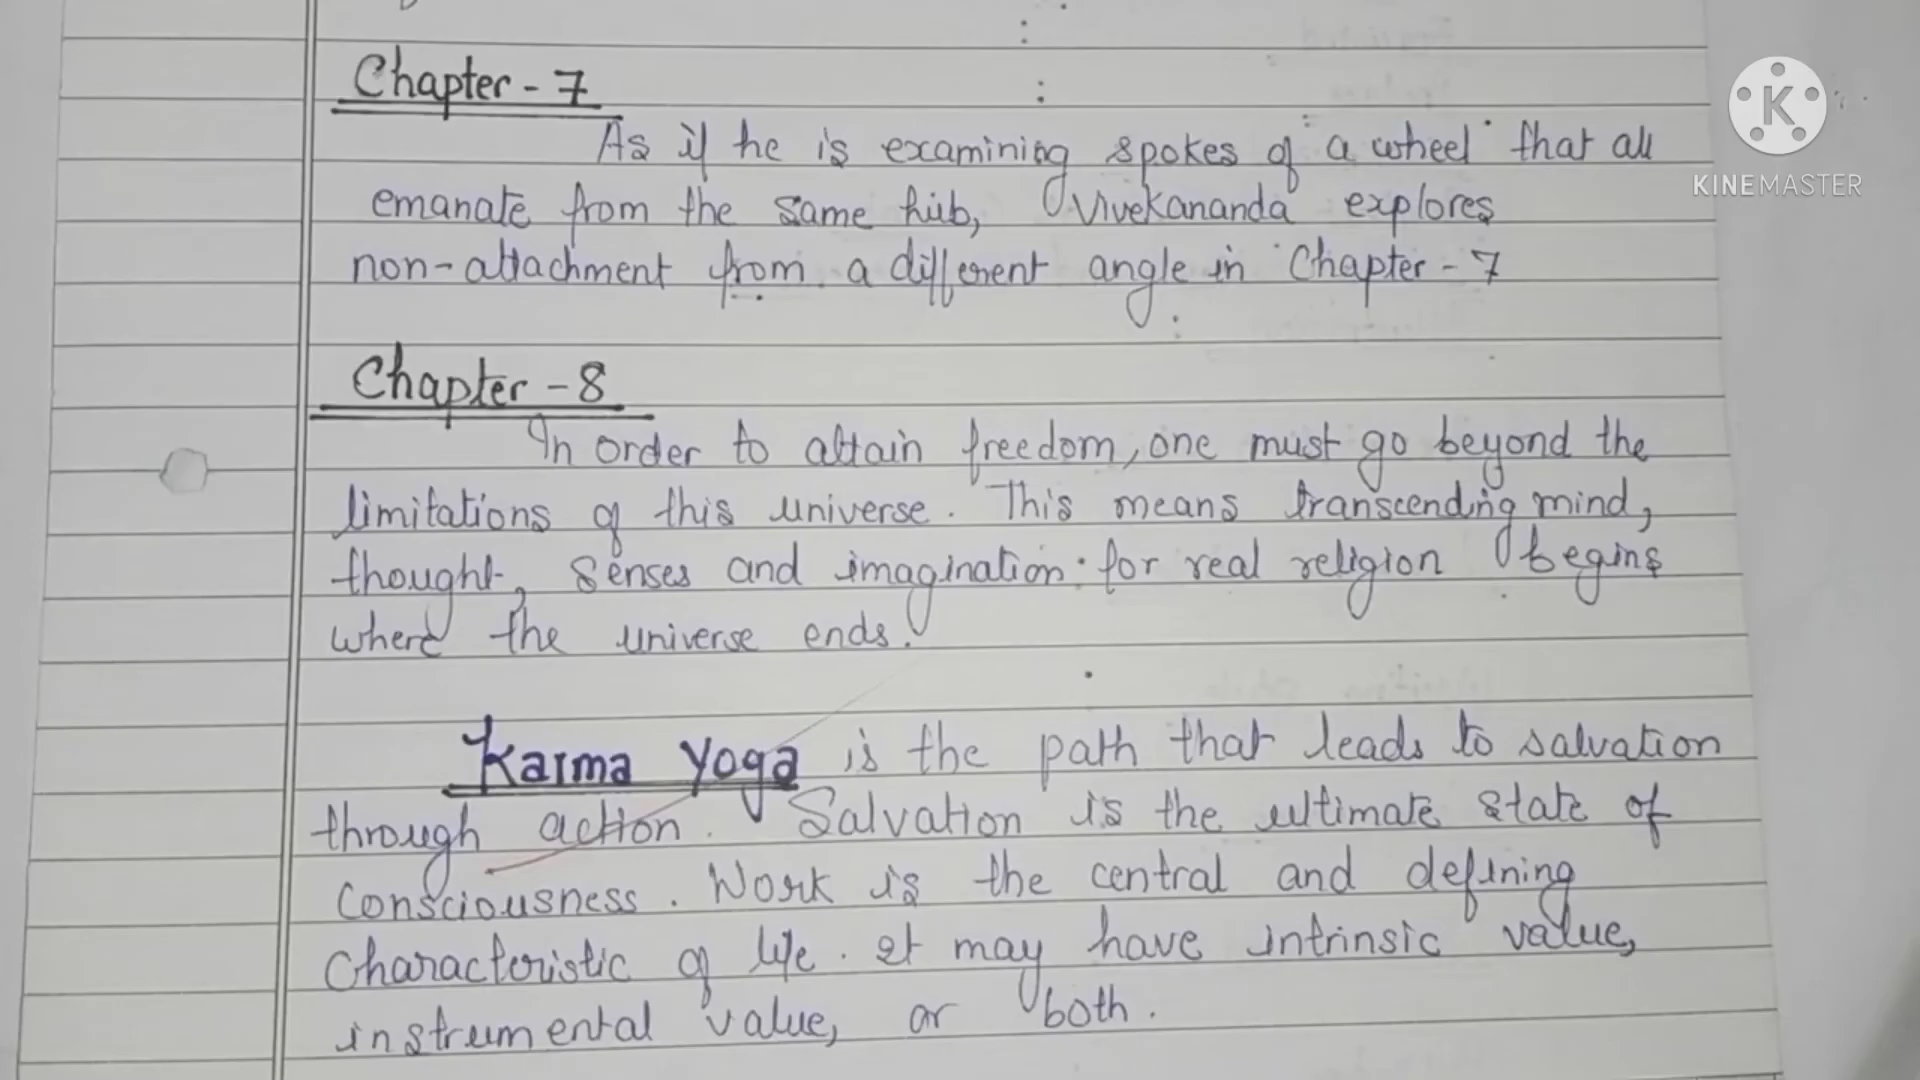 Chapter - 7
As if he is examining spokes of a wheel that all
emanate from the same hub, Vivekananda explores
non-attachment from a different angle in Chapter - 7
Chapter - 8
In order to attain freedom, one must go beyond the
limitations of this universe. This means transcending mind,
thought, senses and imagination. for real religion begins
where the universe ends.
Karma Yoga is the path that leads to salvation
through action. Salvation is the ultimate state of
Consciousness. Work is the central and defining
Characteristic of life. It may have intrinsic value,
instrumental value, or both.
K
KINEMASTER